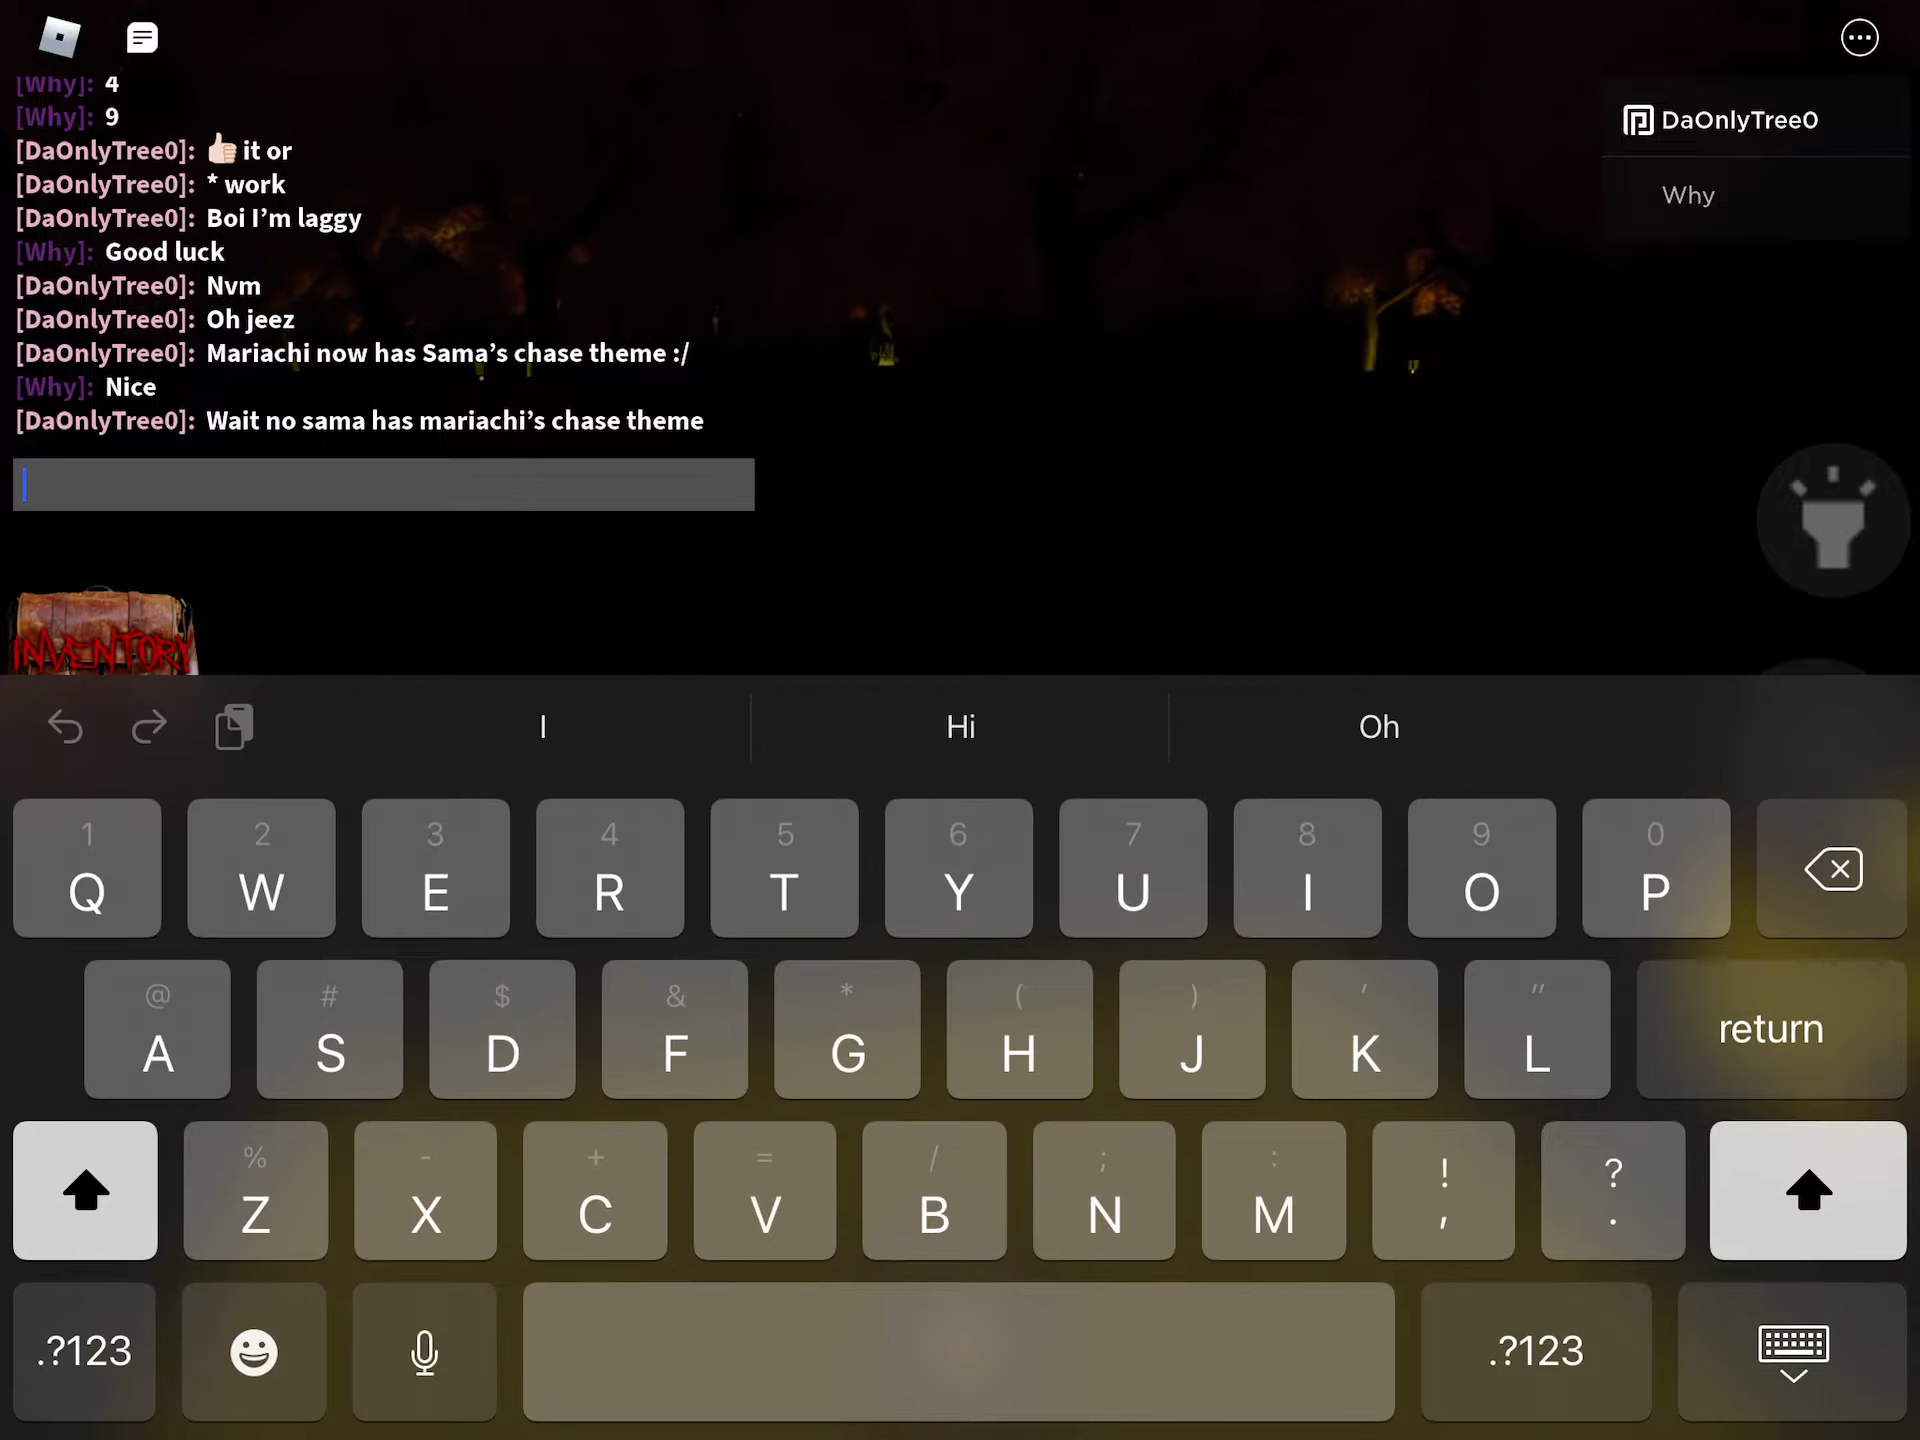 [Why]: 4
[Why]: 9
[DaOnlyTree0]: 👍🏻 it or
[DaOnlyTree0]: * work
[DaOnlyTree0]: Boi I’m laggy
[Why]: Good luck
[DaOnlyTree0]: Nvm
[DaOnlyTree0]: Oh jeez
[DaOnlyTree0]: Mariachi now has Sama’s chase theme :/
[Why]: Nice
[DaOnlyTree0]: Wait no sama has mariachi’s chase theme
DaOnlyTree0
Why
INVENTORY
I Hi Oh
1 2 3 4 5 6 7 8 9 0
Q W E R T Y U I O P
@ # $ & * ( ) ' "
A S D F G H J K L return
% - + = / ; : ! ?
Z X C V B N M , .
.?123 .?123